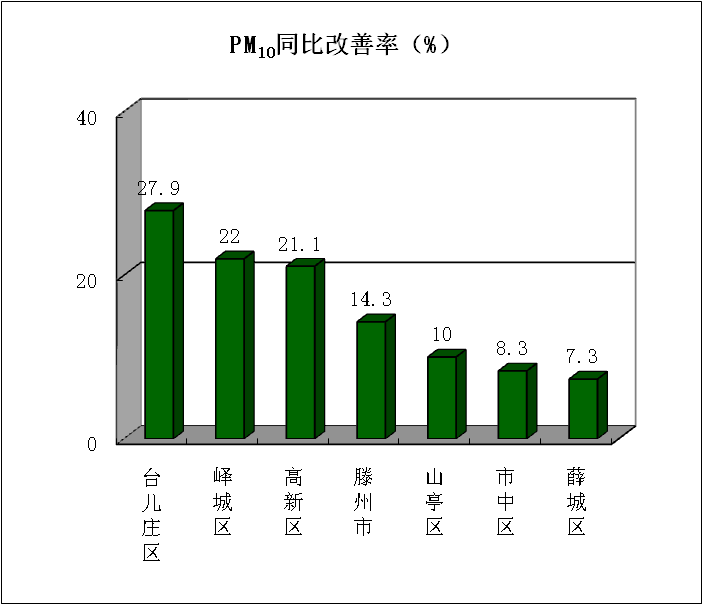 PM10同比改善率（%）
40
20
0
27.9
22
21.1
14.3
10
8.3
7.3
台儿庄区
峄城区
高新区
滕州市
山亭区
市中区
薛城区